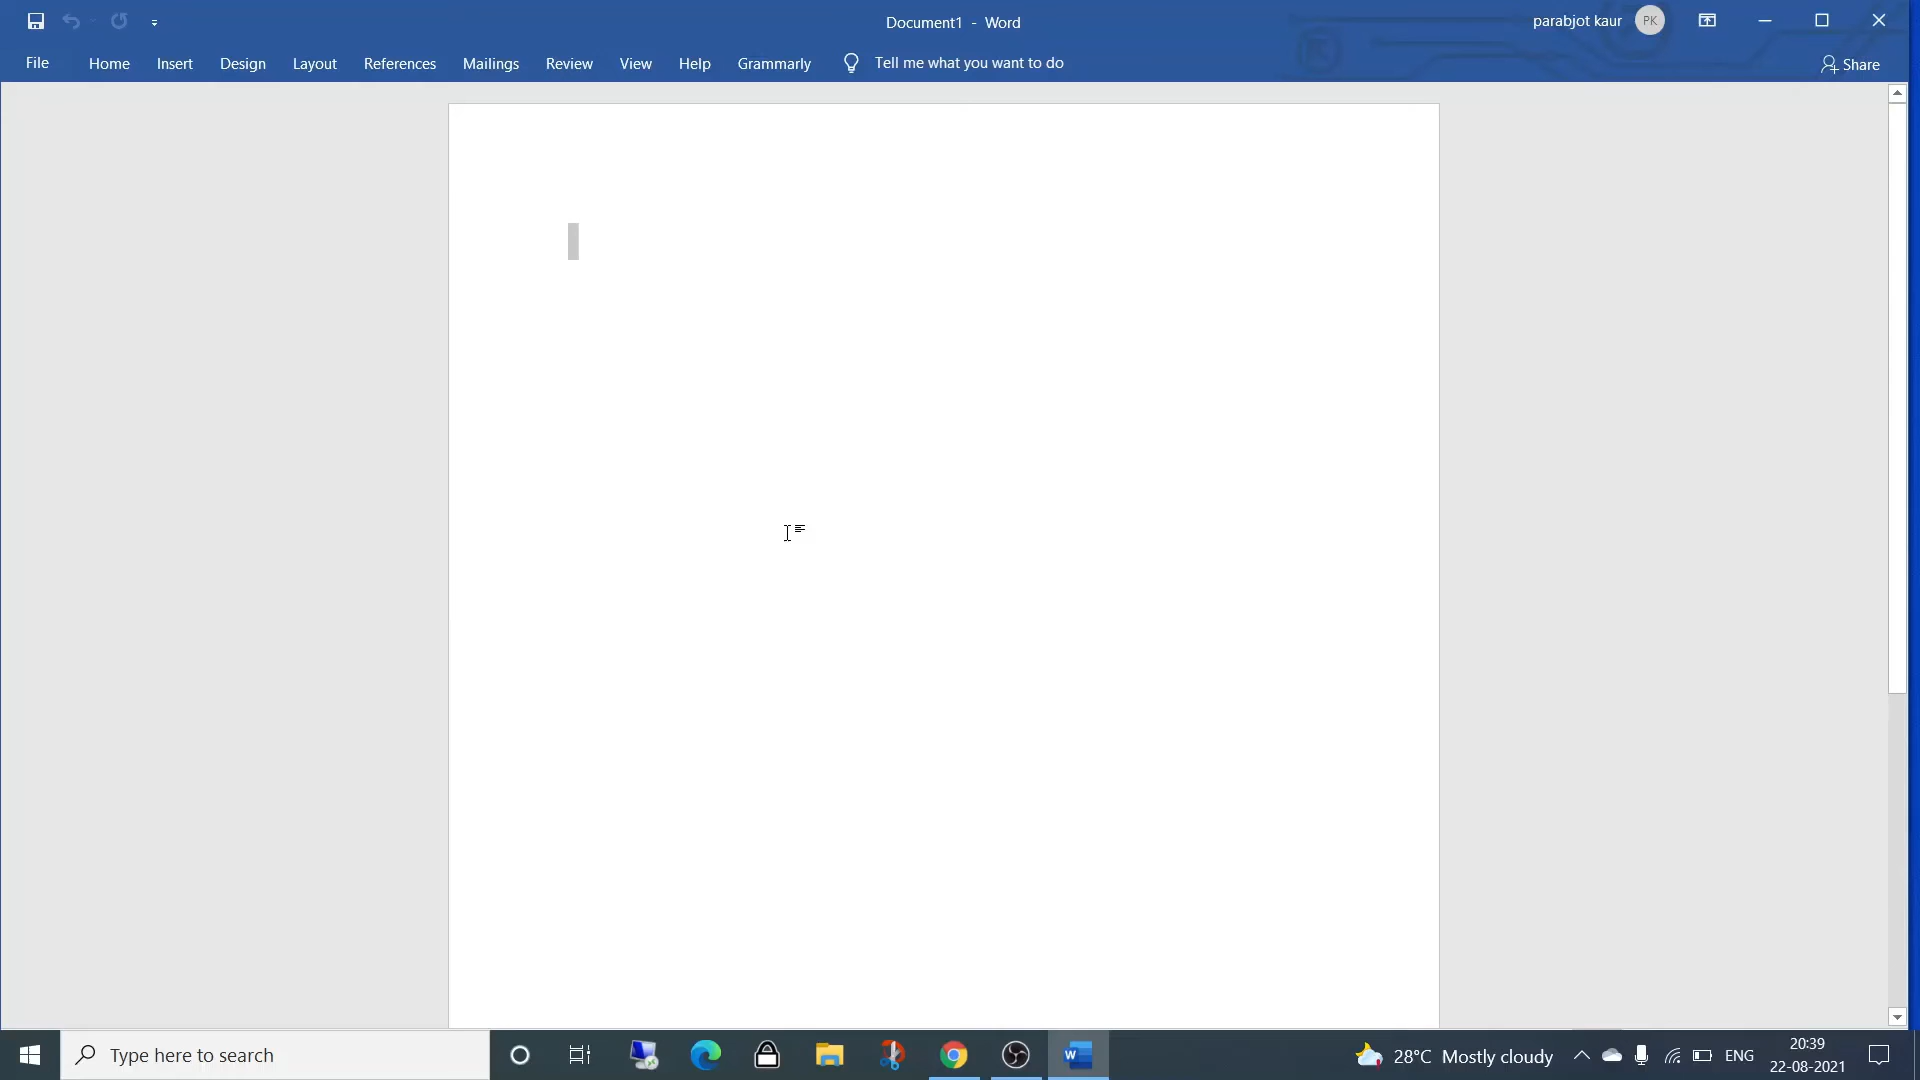 Document1 - Word
parabjot kaur
PK
File
Home
Insert
Design
Layout
References
Mailings
Review
View
Help
Grammarly
Tell me what you want to do
Share
Type here to search
W
28°C Mostly cloudy
ENG
20:39
22-08-2021